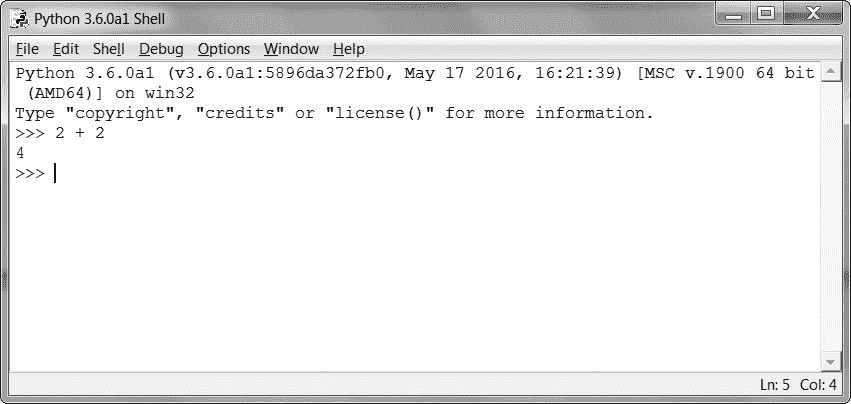 Python 3.6.0a1 Shell
File Edit Shell Debug Options Window Help
Python 3.6.0a1 (v3.6.0a1:5896da372fb0, May 17 2016, 16:21:39) [MSC v.1900 64 bit
(AMD64)] on win32
Type "copyright", "credits" or "license()" for more information.
>>> 2 + 2
4
>>>
Ln: 5 Col: 4